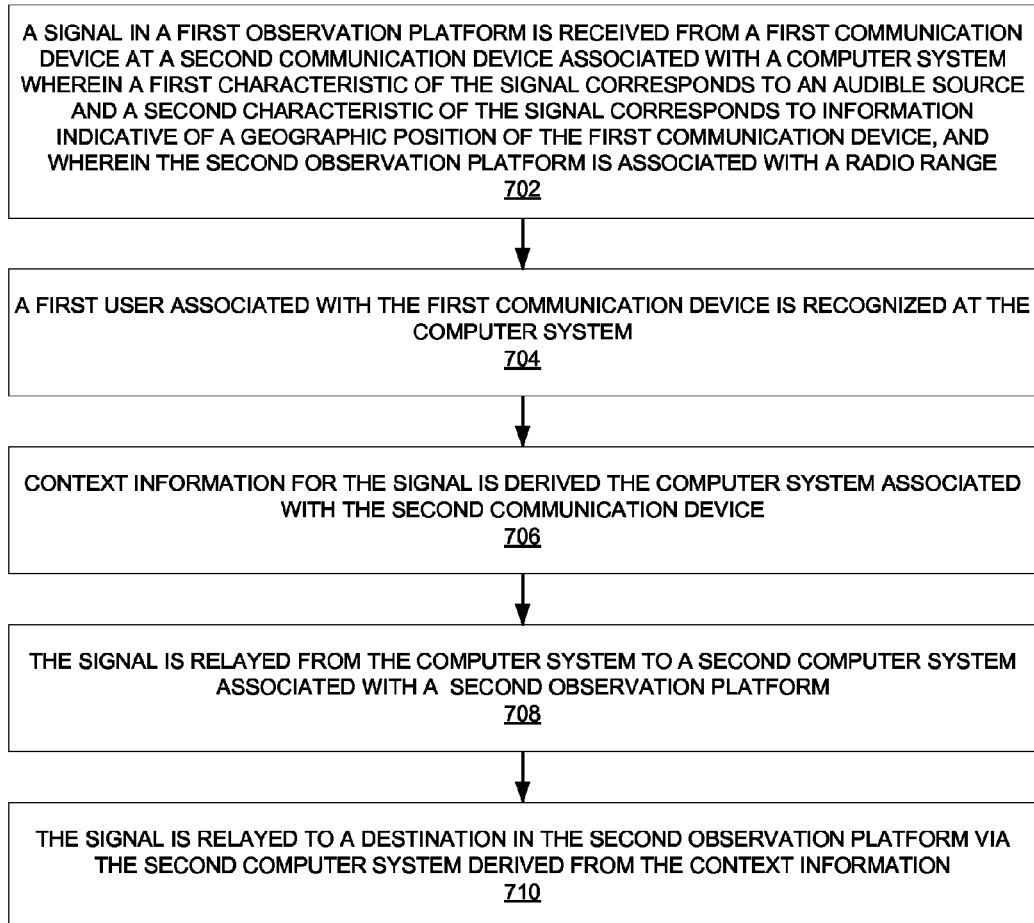 A SIGNAL IN A FIRST OBSERVATION PLATFORM IS RECEIVED FROM A FIRST COMMUNICATION
DEVICE AT A SECOND COMMUNICATION DEVICE ASSOCIATED WITH A COMPUTER SYSTEM
WHEREIN A FIRST CHARACTERISTIC OF THE SIGNAL CORRESPONDS TO AN AUDIBLE SOURCE
AND A SECOND CHARACTERISTIC OF THE SIGNAL CORRESPONDS TO INFORMATION
INDICATIVE OF A GEOGRAPHIC POSITION OF THE FIRST COMMUNICATION DEVICE, AND
WHEREIN THE SECOND OBSERVATION PLATFORM IS ASSOCIATED WITH A RADIO RANGE
702
A FIRST USER ASSOCIATED WITH THE FIRST COMMUNICATION DEVICE IS RECOGNIZED AT THE
COMPUTER SYSTEM
704
CONTEXT INFORMATION FOR THE SIGNAL IS DERIVED THE COMPUTER SYSTEM ASSOCIATED
WITH THE SECOND COMMUNICATION DEVICE
706
THE SIGNAL IS RELAYED FROM THE COMPUTER SYSTEM TO A SECOND COMPUTER SYSTEM
ASSOCIATED WITH A SECOND OBSERVATION PLATFORM
708
THE SIGNAL IS RELAYED TO A DESTINATION IN THE SECOND OBSERVATION PLATFORM VIA
THE SECOND COMPUTER SYSTEM DERIVED FROM THE CONTEXT INFORMATION
710